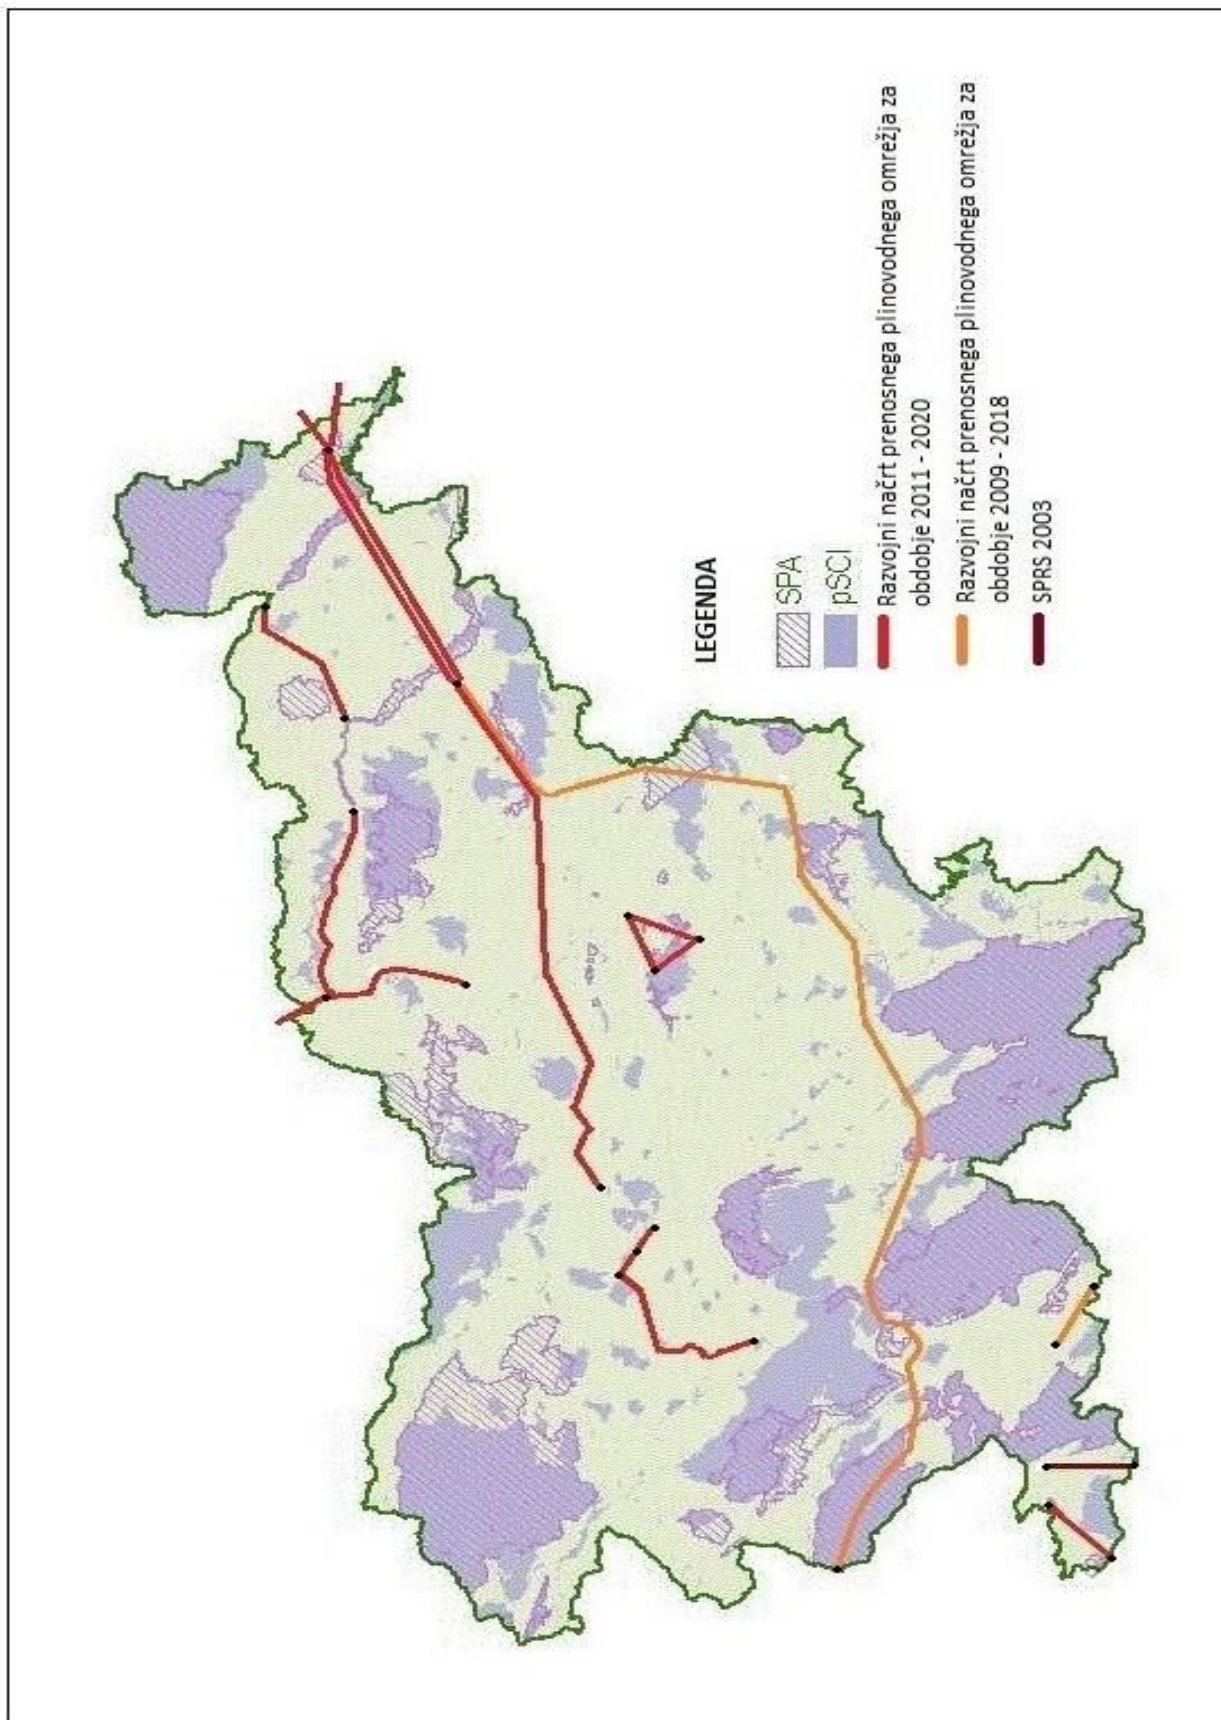 LEGENDA
SPA
pSCI
Razvojni načrt prenosnega plinovodnega omrežja za
obdobje 2011 - 2020
Razvojni načrt prenosnega plinovodnega omrežja za
obdobje 2009 - 2018
SPRS 2003